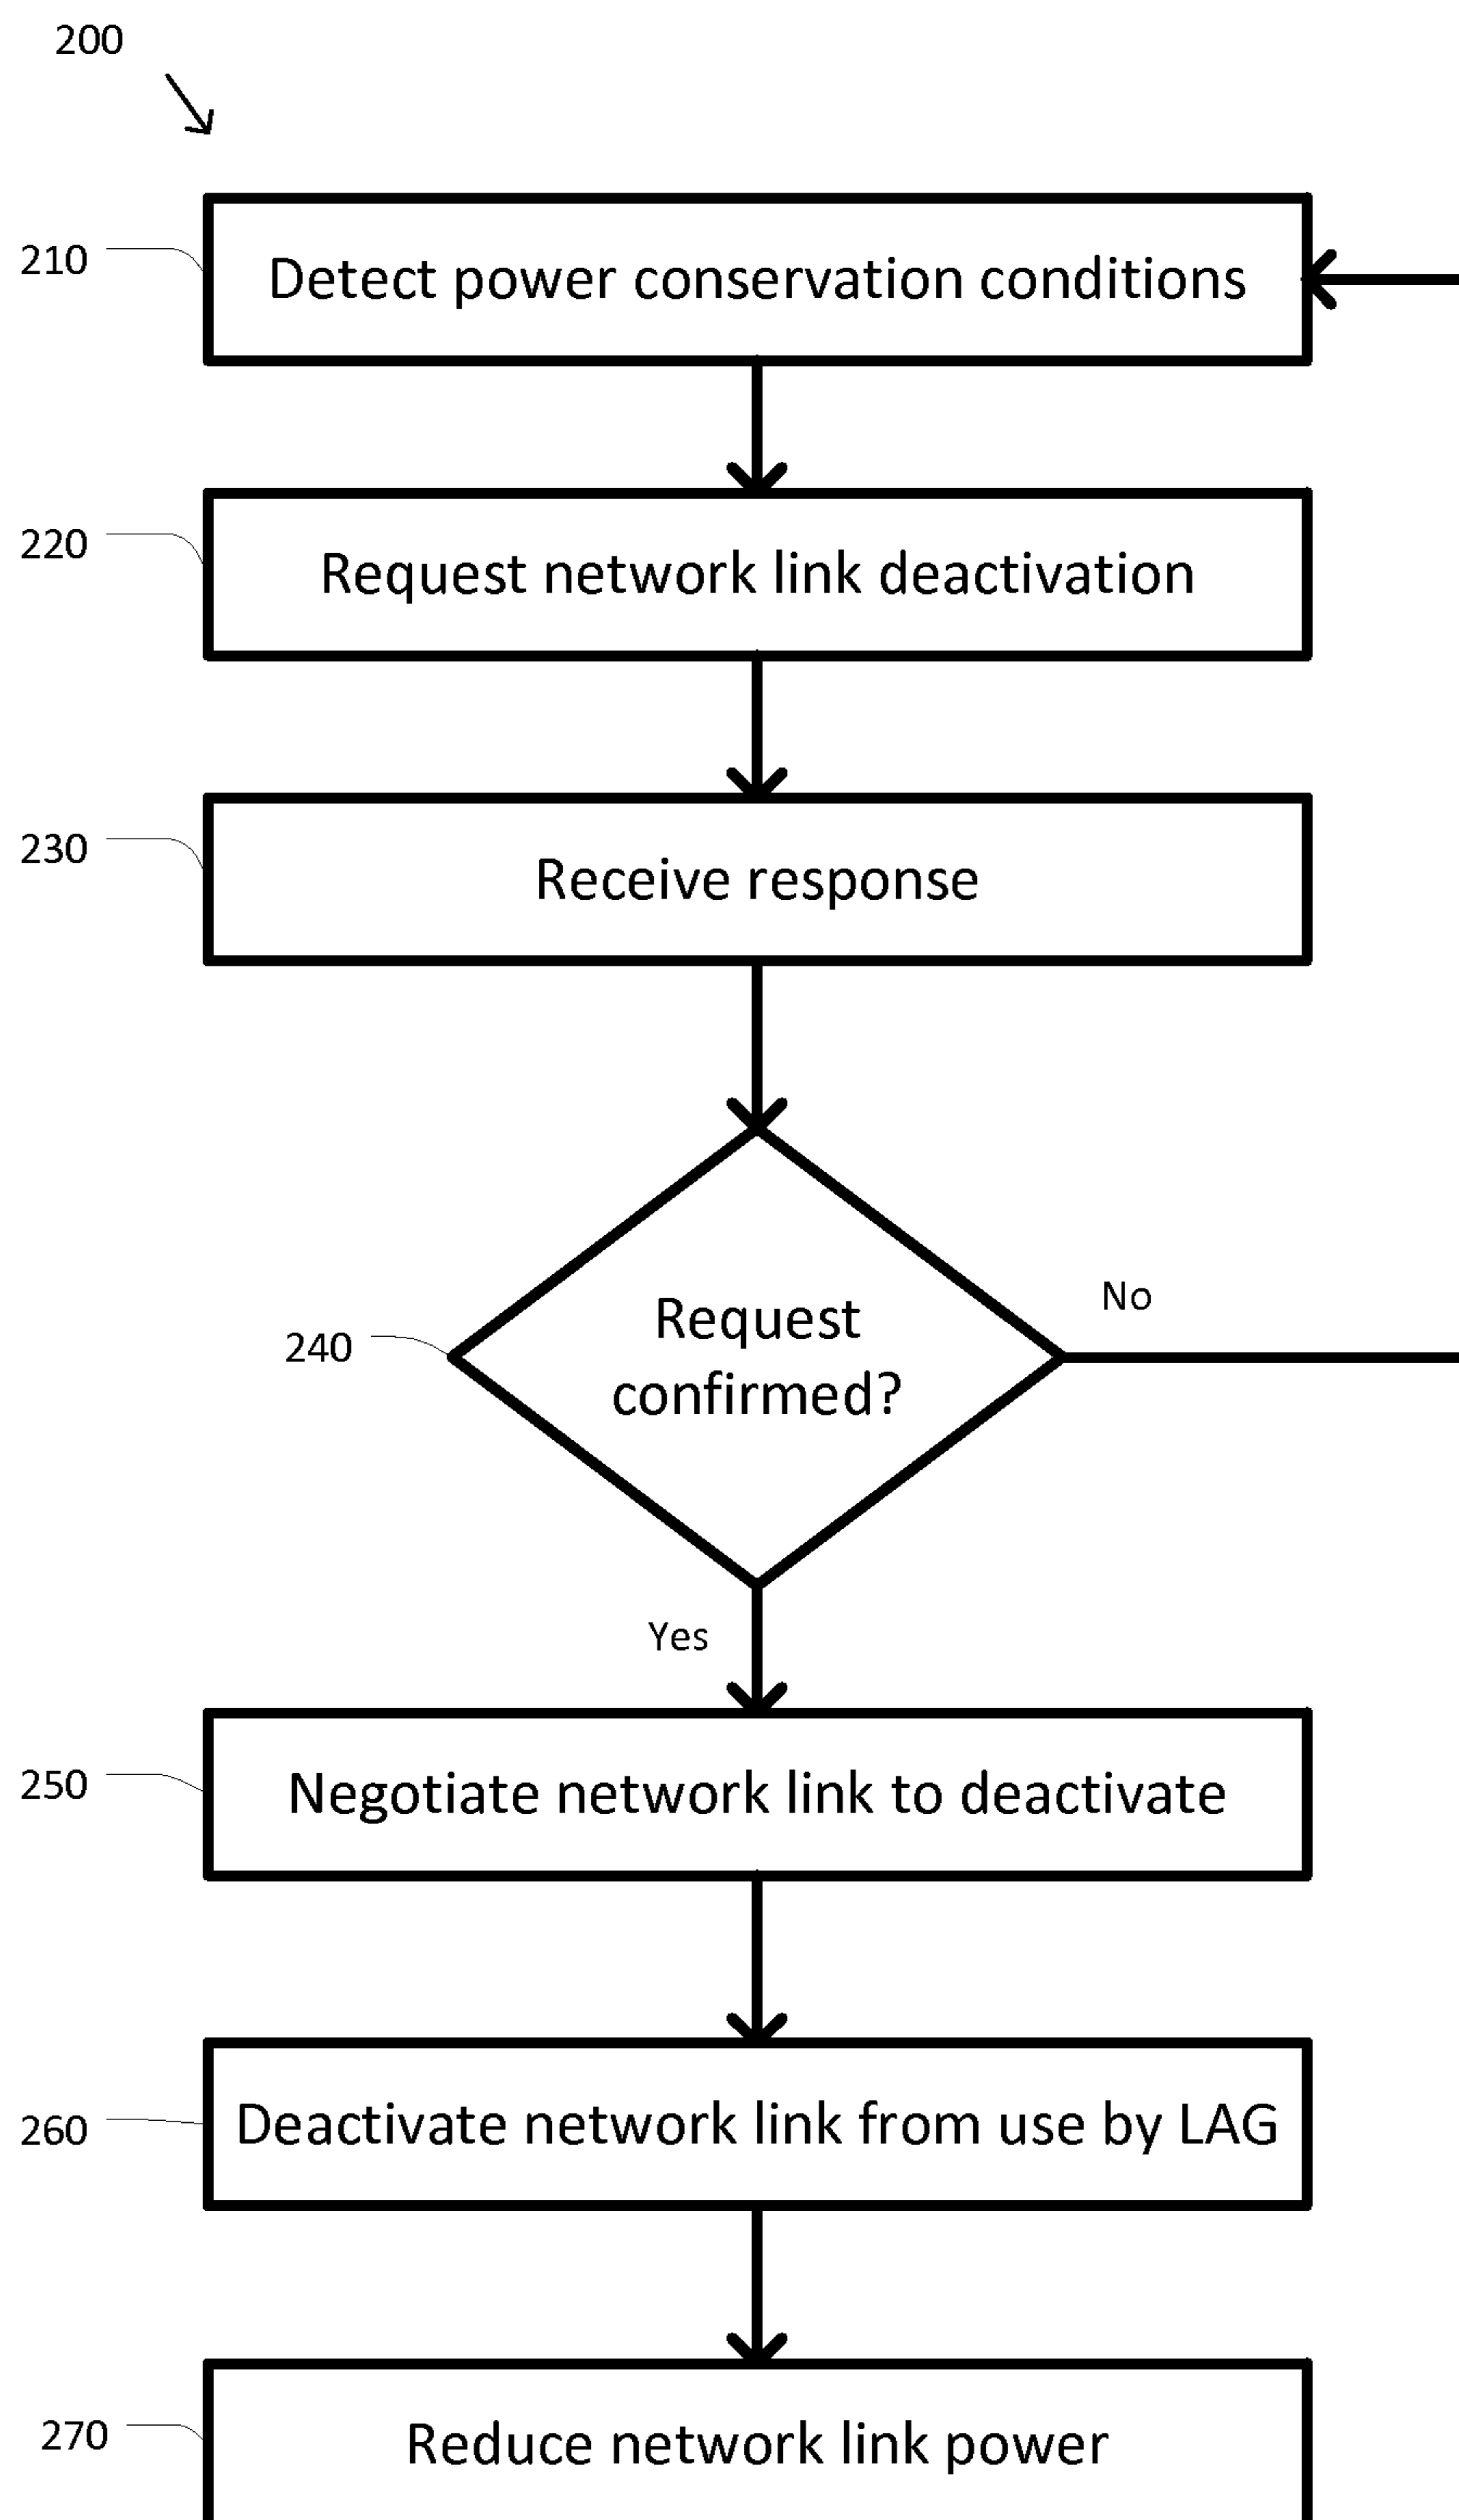 200
210
Detect power conservation conditions
220
Request network link deactivation
230
Receive response
240
Request
confirmed?
No
Yes
250
Negotiate network link to deactivate
260
Deactivate network link from use by LAG
270
Reduce network link power